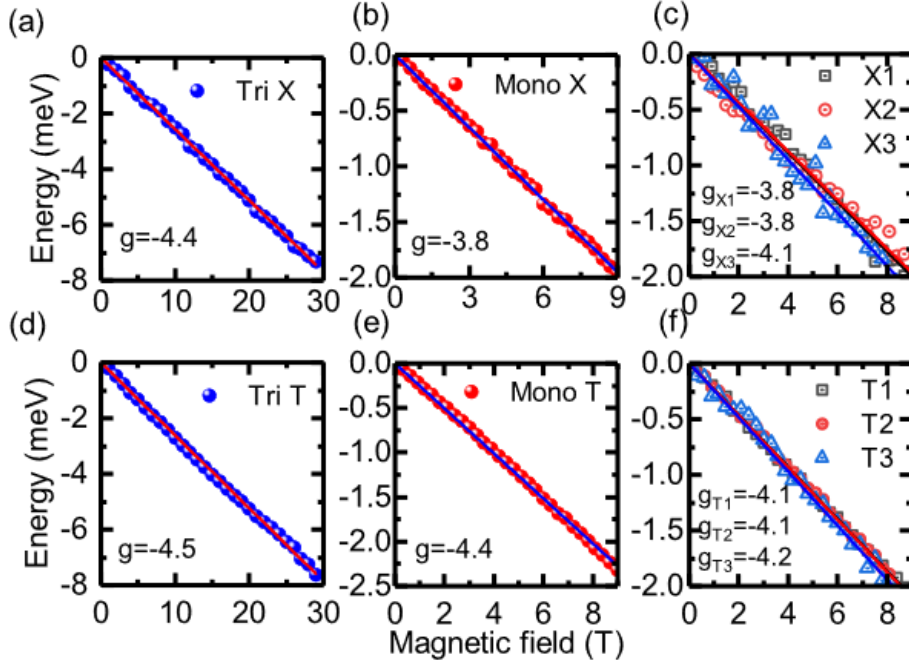 (a)
(b)
(c)
0
-2
-4
-6
-8
Energy (meV)
Tri X
g=-4.4
0 10 20 30
0.0
-0.5
-1.0
-1.5
-2.0
Mono X
g=-3.8
0 3 6 9
0.0
-0.5
-1.0
-1.5
-2.0
X1
X2
X3
gX1=-3.8
gX2=-3.8
gX3=-4.1
0 2 4 6 8
(d)
(e)
(f)
0
-2
-4
-6
-8
Energy (meV)
Tri T
g=-4.5
0 10 20 30
0.0
-0.5
-1.0
-1.5
-2.0
-2.5
Mono T
g=-4.4
0 2 4 6 8
0.0
-0.5
-1.0
-1.5
-2.0
T1
T2
T3
gT1=-4.1
gT2=-4.1
gT3=-4.2
0 2 4 6 8
Magnetic field (T)